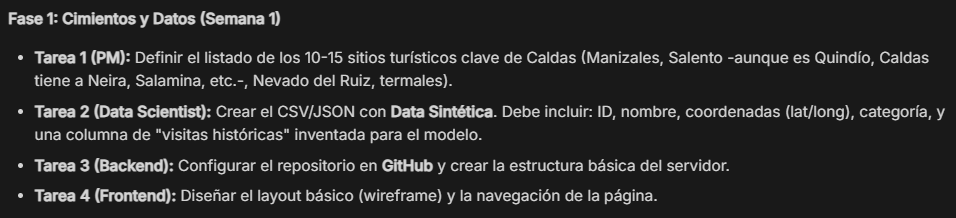 Fase 1: Cimientos y Datos (Semana 1)
• Tarea 1 (PM): Definir el listado de los 10-15 sitios turísticos clave de Caldas (Manizales, Salento -aunque es Quindío, Caldas
tiene a Neira, Salamina, etc.-, Nevado del Ruiz, termales).
• Tarea 2 (Data Scientist): Crear el CSV/JSON con Data Sintética. Debe incluir: ID, nombre, coordenadas (lat/long), categoría, y
una columna de "visitas históricas" inventada para el modelo.
• Tarea 3 (Backend): Configurar el repositorio en GitHub y crear la estructura básica del servidor.
• Tarea 4 (Frontend): Diseñar el layout básico (wireframe) y la navegación de la página.